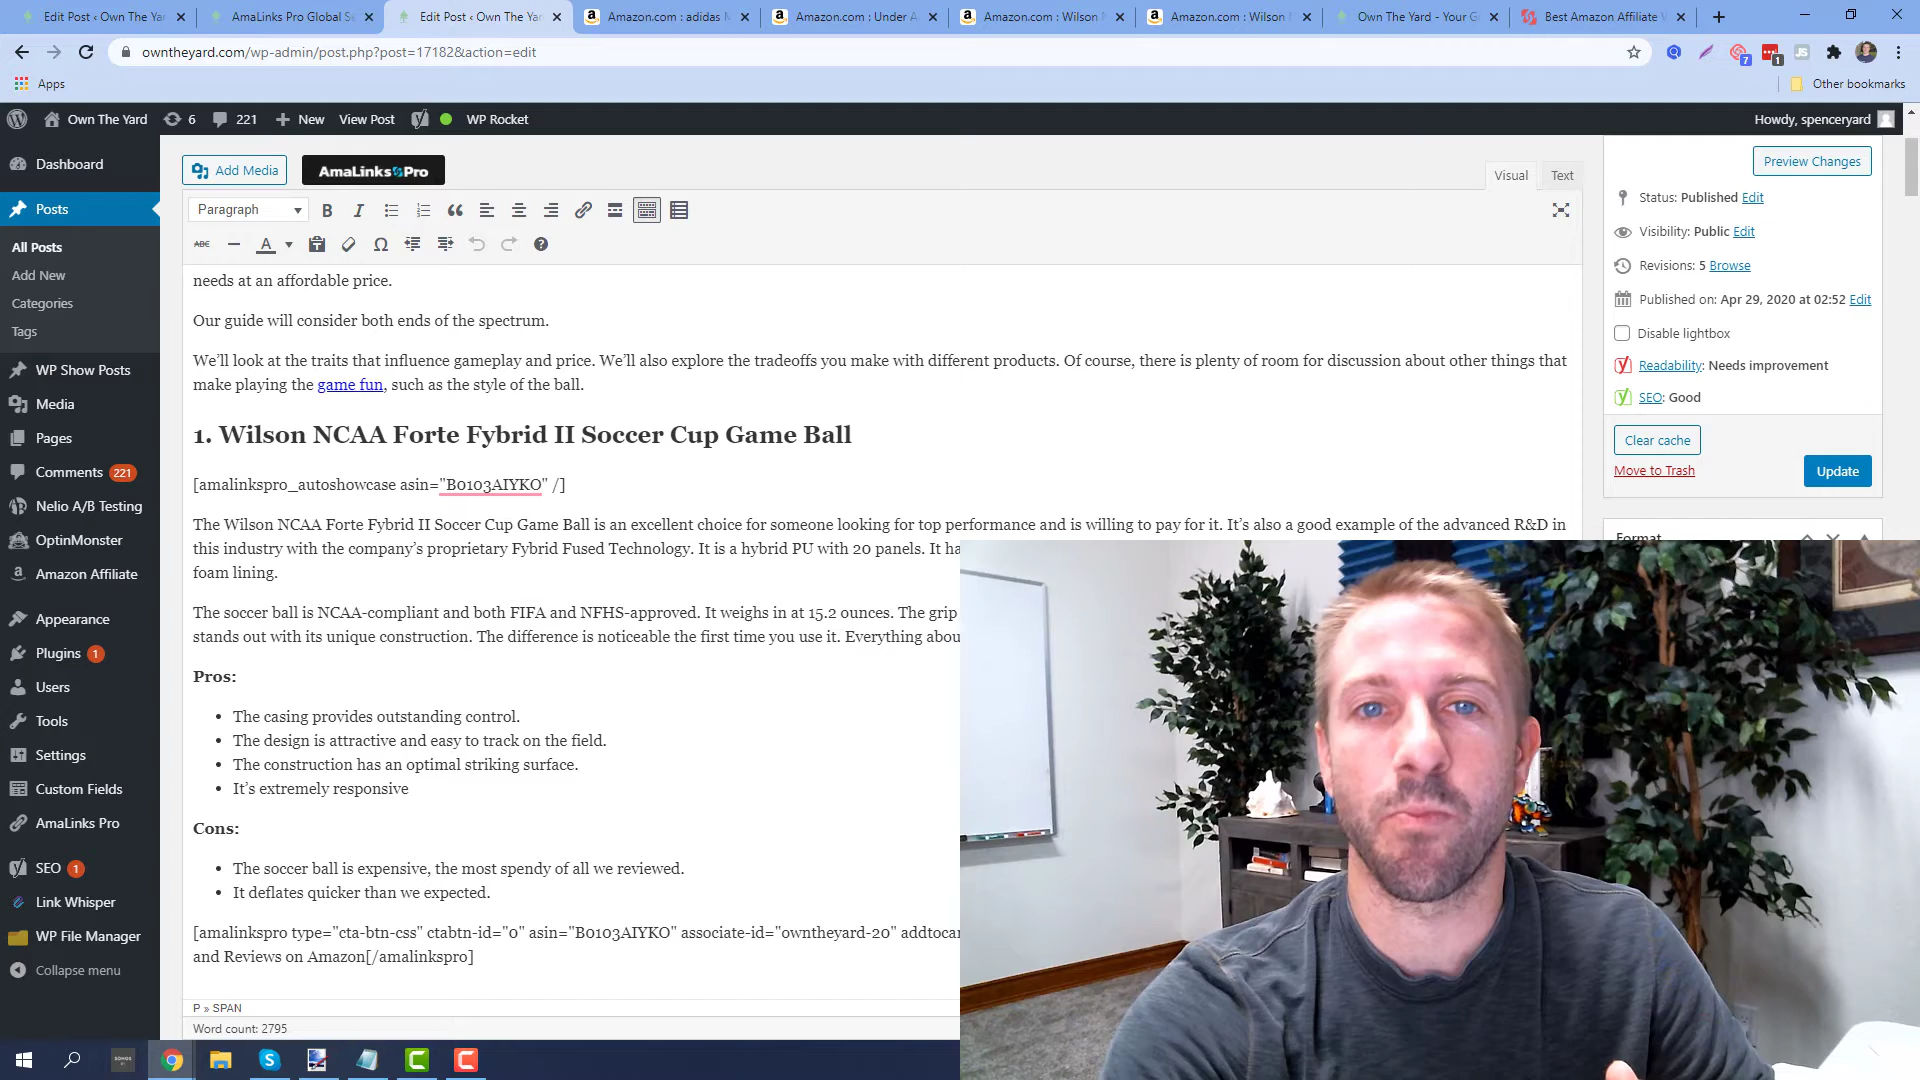 Edit Post ‹ Own The Ya
AmaLinks Pro Global Se
Edit Post ‹ Own The Yar
Amazon.com : adidas M
Amazon.com : Under A
Amazon.com : Wilson
Amazon.com : Wilson
Own The Yard - Your G
Best Amazon Affiliate
owntheyard.com/wp-admin/post.php?post=17182&action=edit
7
1
JS
Apps
Other bookmarks
Own The Yard
6
221
New
View Post
WP Rocket
Howdy, spenceryard
Dashboard
Posts
All Posts
Add New
Categories
Tags
WP Show Posts
Media
Pages
Comments 221
Nelio A/B Testing
OptinMonster
Amazon Affiliate
Appearance
Plugins 1
Users
Tools
Settings
Custom Fields
AmaLinks Pro
SEO 1
Link Whisper
WP File Manager
Collapse menu
Add Media
AmaLinks Pro
Visual
Text
Paragraph
B I
ABC
A
needs at an affordable price.
Our guide will consider both ends of the spectrum.
We’ll look at the traits that influence gameplay and price. We’ll also explore the tradeoffs you make with different products. Of course, there is plenty of room for discussion about other things that
make playing the game fun, such as the style of the ball.
1. Wilson NCAA Forte Fybrid II Soccer Cup Game Ball
[amalinkspro_autoshowcase asin="B0103AIYKO" /]
The Wilson NCAA Forte Fybrid II Soccer Cup Game Ball is an excellent choice for someone looking for top performance and is willing to pay for it. It’s also a good example of the advanced R&D in
this industry with the company’s proprietary Fybrid Fused Technology. It is a hybrid PU with 20 panels. It ha
foam lining.
The soccer ball is NCAA-compliant and both FIFA and NFHS-approved. It weighs in at 15.2 ounces. The grip
stands out with its unique construction. The difference is noticeable the first time you use it. Everything abou
Pros:
• The casing provides outstanding control.
• The design is attractive and easy to track on the field.
• The construction has an optimal striking surface.
• It’s extremely responsive
Cons:
• The soccer ball is expensive, the most spendy of all we reviewed.
• It deflates quicker than we expected.
[amalinkspro type="cta-btn-css" ctabtn-id="0" asin="B0103AIYKO" associate-id="owntheyard-20" addtocar
and Reviews on Amazon[/amalinkspro]
P » SPAN
Word count: 2795
Preview Changes
Status: Published Edit
Visibility: Public Edit
Revisions: 5 Browse
Published on: Apr 29, 2020 at 02:52 Edit
Disable lightbox
Readability: Needs improvement
SEO: Good
Clear cache
Move to Trash
Update
Format
SONOS